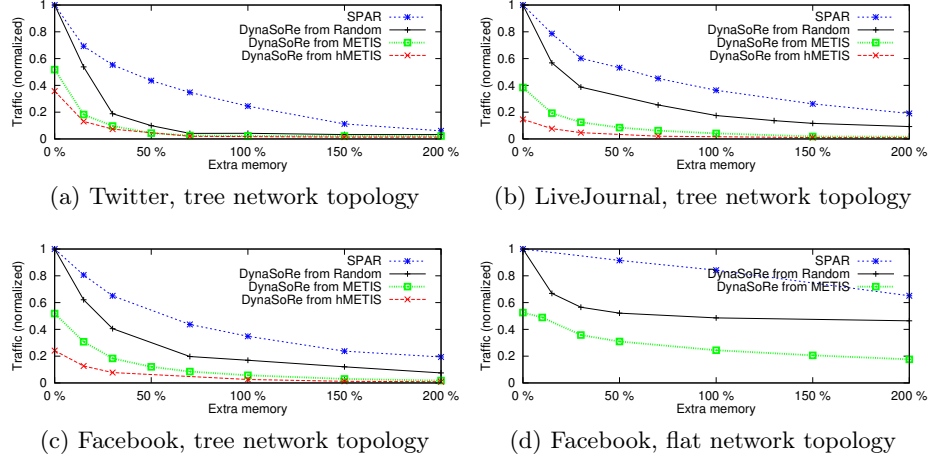 1
0.8
0.6
0.4
0.2
0
Traffic (normalized)
SPAR
DynaSoRe from Random
DynaSoRe from METIS
DynaSoRe from hMETIS
0 %
50 %
100 %
150 %
200 %
Extra memory
(a) Twitter, tree network topology
1
0.8
0.6
0.4
0.2
0
Traffic (normalized)
SPAR
DynaSoRe from Random
DynaSoRe from METIS
DynaSoRe from hMETIS
0 %
50 %
100 %
150 %
200 %
Extra memory
(b) LiveJournal, tree network topology
1
0.8
0.6
0.4
0.2
0
Traffic (normalized)
SPAR
DynaSoRe from Random
DynaSoRe from METIS
DynaSoRe from hMETIS
0 %
50 %
100 %
150 %
200 %
Extra memory
(c) Facebook, tree network topology
1
0.8
0.6
0.4
0.2
0
Traffic (normalized)
SPAR
DynaSoRe from Random
DynaSoRe from METIS
0 %
50 %
100 %
150 %
200 %
Extra memory
(d) Facebook, flat network topology